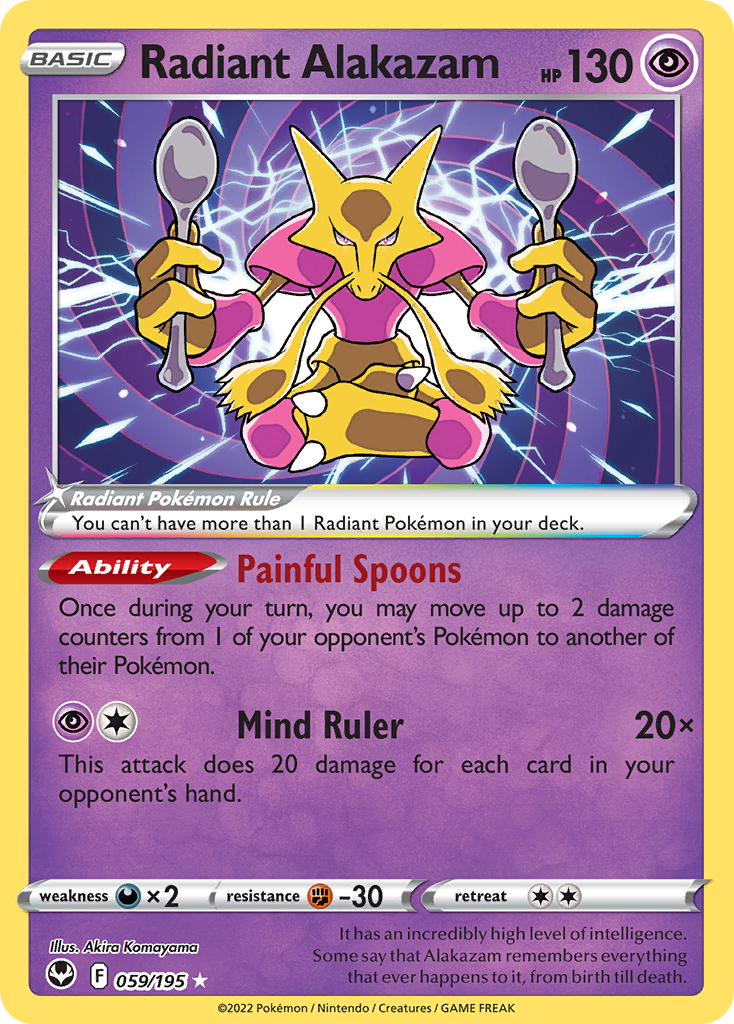 BASIC Radiant Alakazam HP 130
Radiant Pokémon Rule
You can't have more than 1 Radiant Pokémon in your deck.
Ability Painful Spoons
Once during your turn, you may move up to 2 damage
counters from 1 of your opponent's Pokémon to another of
their Pokémon.
Mind Ruler 20×
This attack does 20 damage for each card in your
opponent's hand.
weakness ×2 resistance -30 retreat
Illus. Akira Komayama
It has an incredibly high level of intelligence.
Some say that Alakazam remembers everything
that ever happens to it, from birth till death.
F 059/195
©2022 Pokémon / Nintendo / Creatures / GAME FREAK